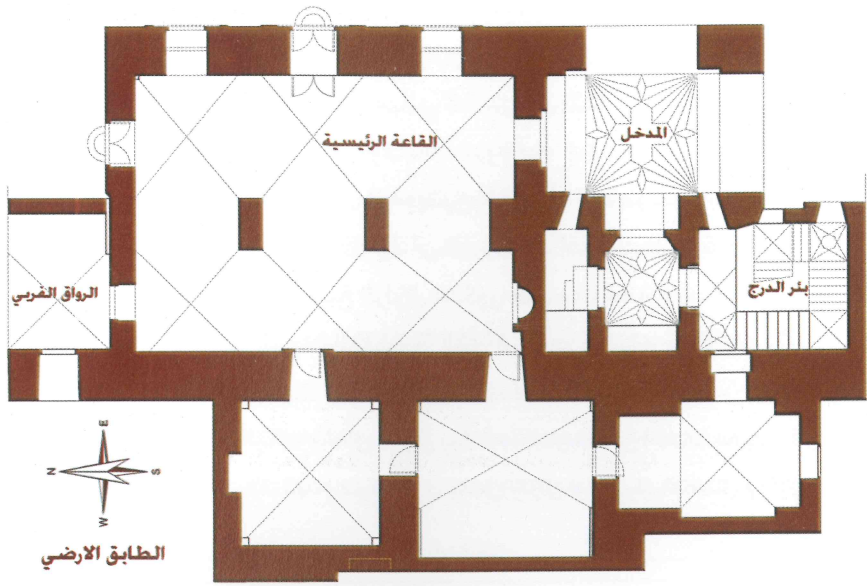 المدخل
القاعة الرئيسية
بئر الدرج
الرواق الغربي
E
N
S
W
الطابق الارضي